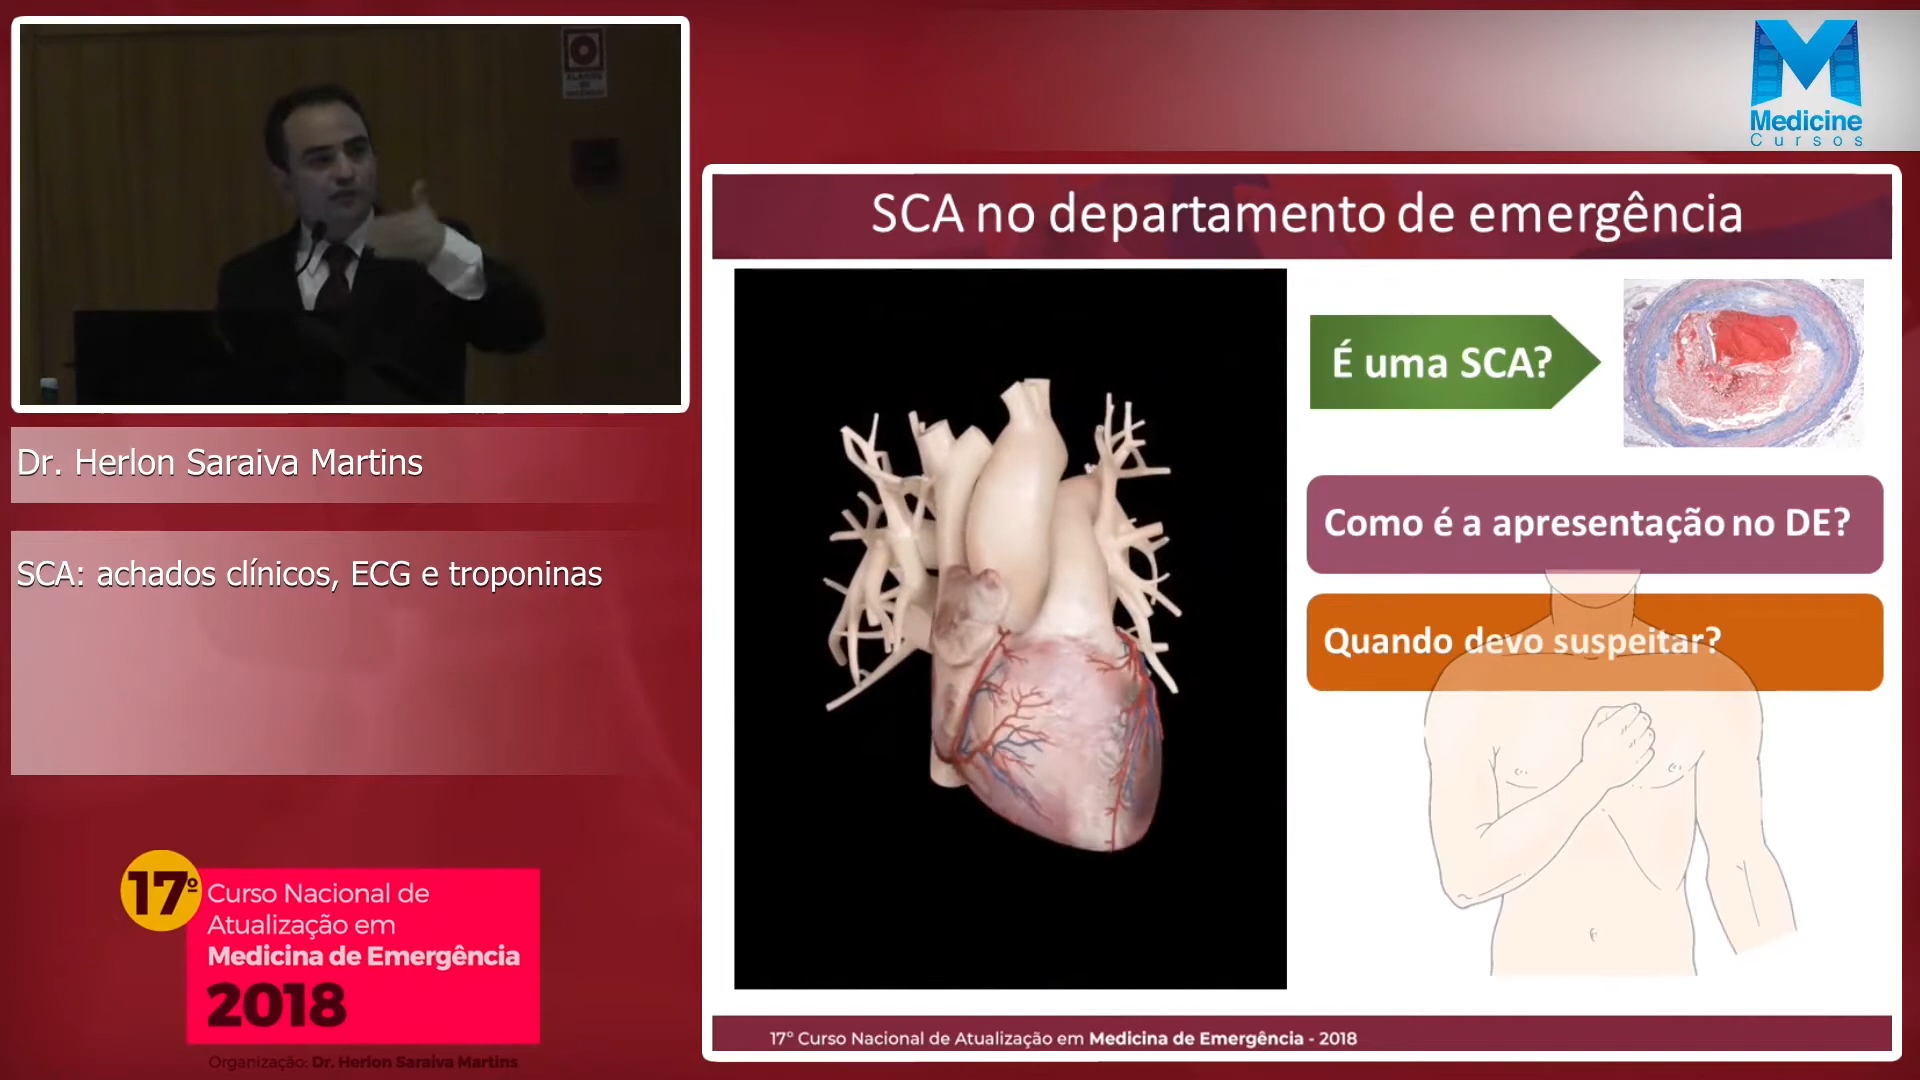 Medicine
Cursos
SCA no departamento de emergência
É uma SCA?
Como é a apresentação no DE?
Quando devo suspeitar?
17º Curso Nacional de Atualização em Medicina de Emergência - 2018
Dr. Herlon Saraiva Martins
SCA: achados clínicos, ECG e troponinas
17º
Curso Nacional de
Atualização em
Medicina de Emergência
2018
Organização: Dr. Herlon Saraiva Martins